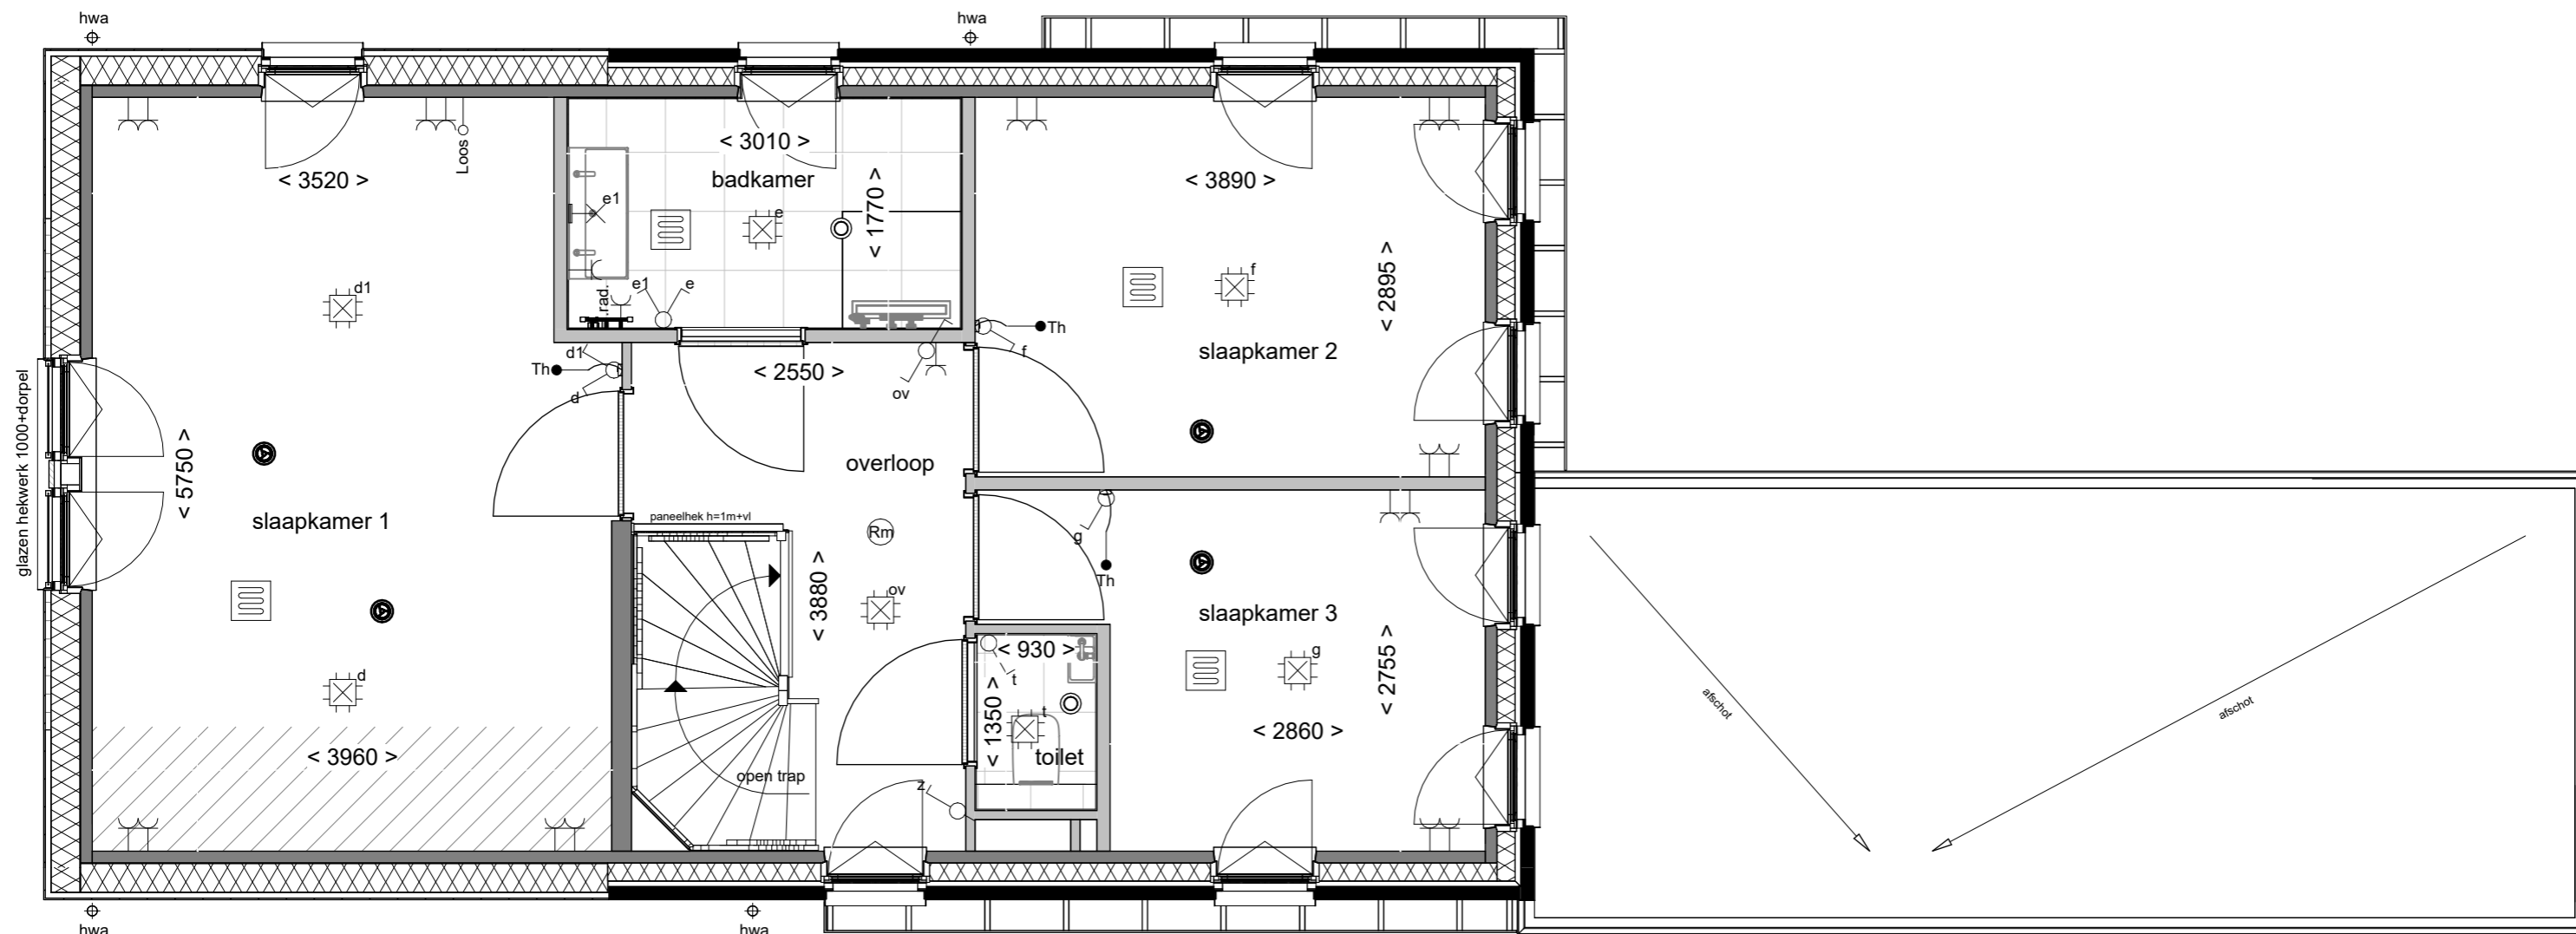 hwa
hwa
< 3520 >
Loos
< 3010 >
badkamer
< 1770 >
e1
e
.rad.
e1
e
< 3890 >
f
< 2895 >
d1
Th
f
slaapkamer 2
d1
Th
d
< 2550 >
ov
glazen hekwerk 1000+dorpel
< 5750 >
slaapkamer 1
overloop
paneelhek h=1m+vl
Rm
g
Th
< 3880 >
ov
slaapkamer 3
g
< 930 >
t
< 2755 >
d
< 1350 >
t
toilet
< 2860 >
< 3960 >
open trap
z
afschot
afschot
hwa
hwa